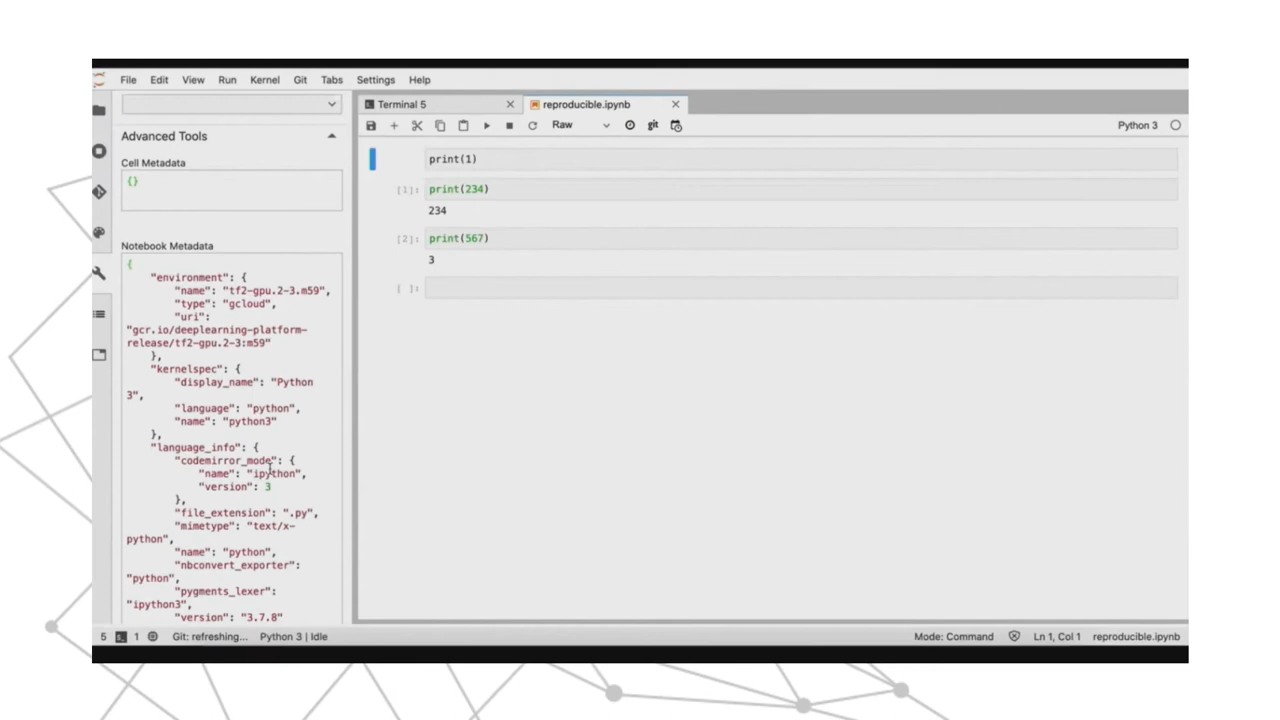 File Edit View Run Kernel Git Tabs Settings Help
Terminal 5
reproducible.ipynb
Raw
git
Python 3
Advanced Tools
Cell Metadata
{}
Notebook Metadata
{
"environment": {
"name": "tf2-gpu.2-3.m59",
"type": "gcloud",
"uri":
"gcr.io/deeplearning-platform-
release/tf2-gpu.2-3:m59"
},
"kernelspec": {
"display_name": "Python
3",
"language": "python",
"name": "python3"
},
"language_info": {
"codemirror_mode": {
"name": "ipython",
"version": 3
},
"file_extension": ".py",
"mimetype": "text/x-
python",
"name": "python",
"nbconvert_exporter":
"python",
"pygments_lexer":
"ipython3",
"version": "3.7.8"
print(1)
[1]: print(234)
234
[2]: print(567)
3
[ ]:
5 1 Git: refreshing... Python 3 | Idle
Mode: Command Ln 1, Col 1 reproducible.ipynb